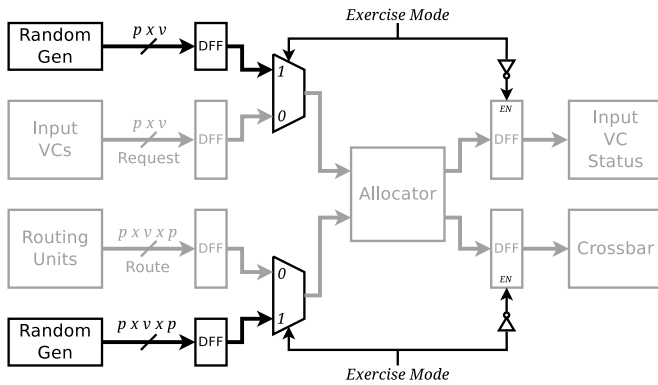 Exercise Mode
Random
Gen
p x v
DFF
1
0
EN
Input
VCs
p x v
Request
DFF
DFF
Input
VC
Status
Allocator
Routing
Units
p x v x p
Route
DFF
0
1
DFF
EN
Crossbar
Random
Gen
p x v x p
DFF
Exercise Mode